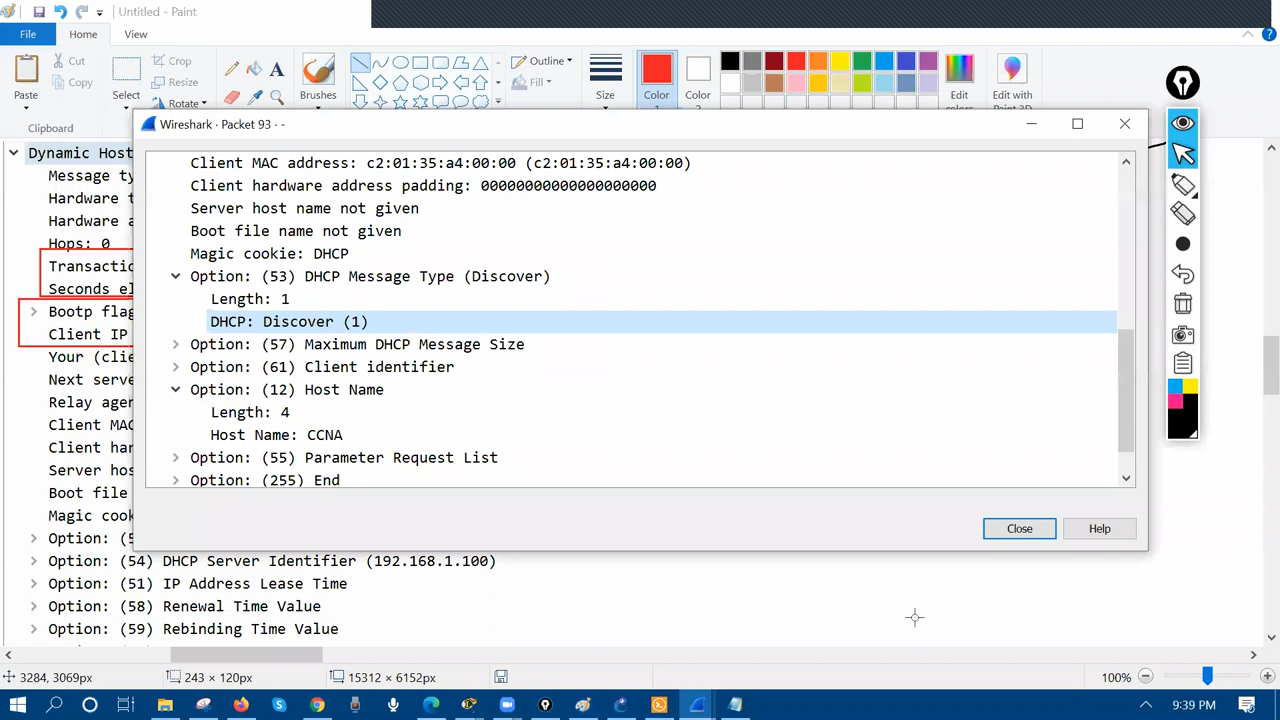 Untitled - Paint
File
Home
View
Paste
Cut
Copy
Clipboard
Select
Crop
Resize
Rotate
Brushes
Outline
Fill
Size
Color
1
Color
2
Edit
colors
Edit with
Paint 3D
Wireshark · Packet 93 · -
Client MAC address: c2:01:35:a4:00:00 (c2:01:35:a4:00:00)
Client hardware address padding: 00000000000000000000
Server host name not given
Boot file name not given
Magic cookie: DHCP
Option: (53) DHCP Message Type (Discover)
Length: 1
DHCP: Discover (1)
Option: (57) Maximum DHCP Message Size
Option: (61) Client identifier
Option: (12) Host Name
Length: 4
Host Name: CCNA
Option: (55) Parameter Request List
Option: (255) End
Close
Help
Dynamic Host
Message ty
Hardware t
Hardware a
Hops: 0
Transactio
Seconds el
Bootp flag
Client IP
Your (clie
Next serve
Relay agen
Client MAC
Client har
Server hos
Boot file
Magic cook
Option: (5
Option: (54) DHCP Server Identifier (192.168.1.100)
Option: (51) IP Address Lease Time
Option: (58) Renewal Time Value
Option: (59) Rebinding Time Value
3284, 3069px
243 × 120px
15312 × 6152px
100%
9:39 PM